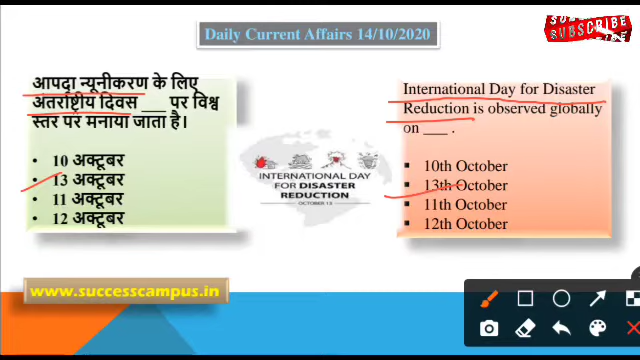 Daily Current Affairs 14/10/2020
SUBSCRIBE
आपदा न्यूनीकरण के लिए
अंतर्राष्ट्रीय दिवस ___ पर विश्व
स्तर पर मनाया जाता है।
• 10 अक्टूबर
• 13 अक्टूबर
• 11 अक्टूबर
• 12 अक्टूबर
INTERNATIONAL DAY
FOR DISASTER
REDUCTION
OCTOBER 13
International Day for Disaster
Reduction is observed globally
on ___ .
▪ 10th October
▪ 13th October
▪ 11th October
▪ 12th October
www.successcampus.in